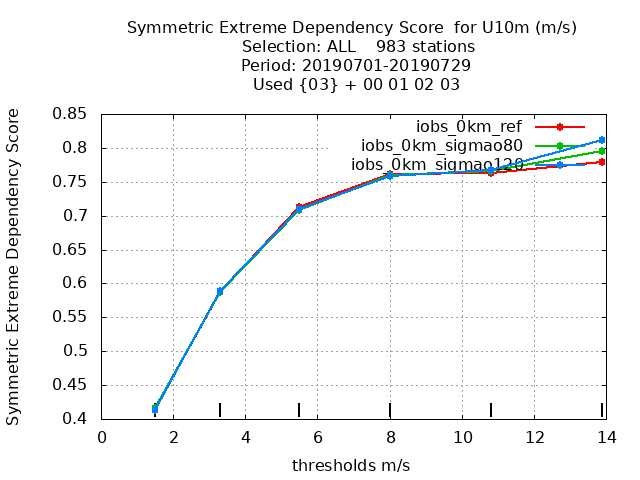 Symmetric Extreme Dependency Score  for U10m (m/s)
Selection: ALL    983 stations
Period: 20190701-20190729
Used {03} + 00 01 02 03
iobs_0km_ref
iobs_0km_sigmao80
iobs_0km_sigmao120
Symmetric Extreme Dependency Score
0.85
0.8
0.75
0.7
0.65
0.6
0.55
0.5
0.45
0.4
0 2 4 6 8 10 12 14
thresholds m/s